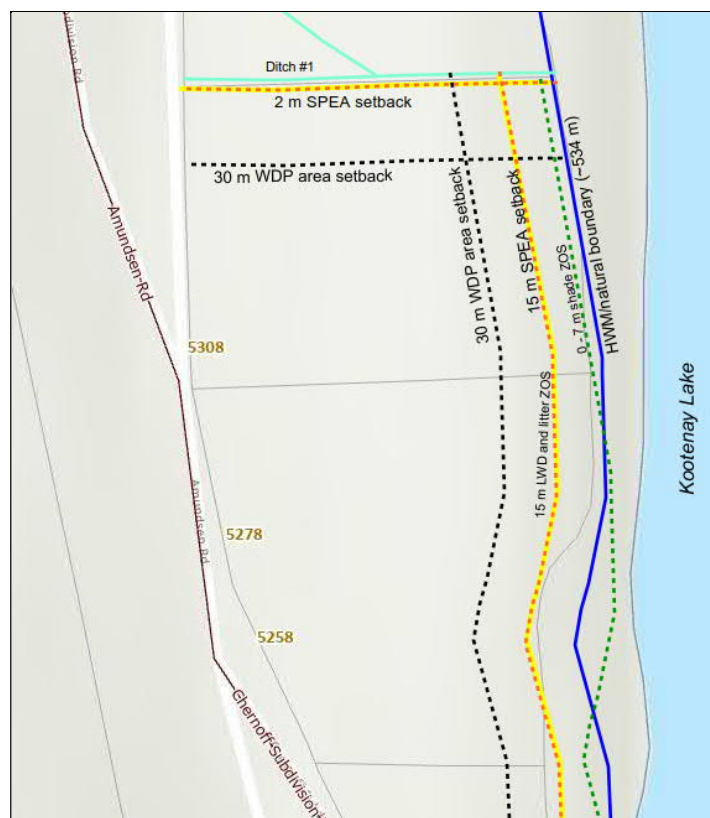 division Rd
Ditch #1
2 m SPEA setback
30 m WDP area setback
Amundsen-Rd
30 m WDP area setback
15 m SPEA setback
0 - 7 m shade ZOS
HWM/natural boundary (~534 m)
5308
15 m LWD and litter ZOS
Kootenay Lake
Amundsen Rd
5278
5258
Chernoff-Subdivision